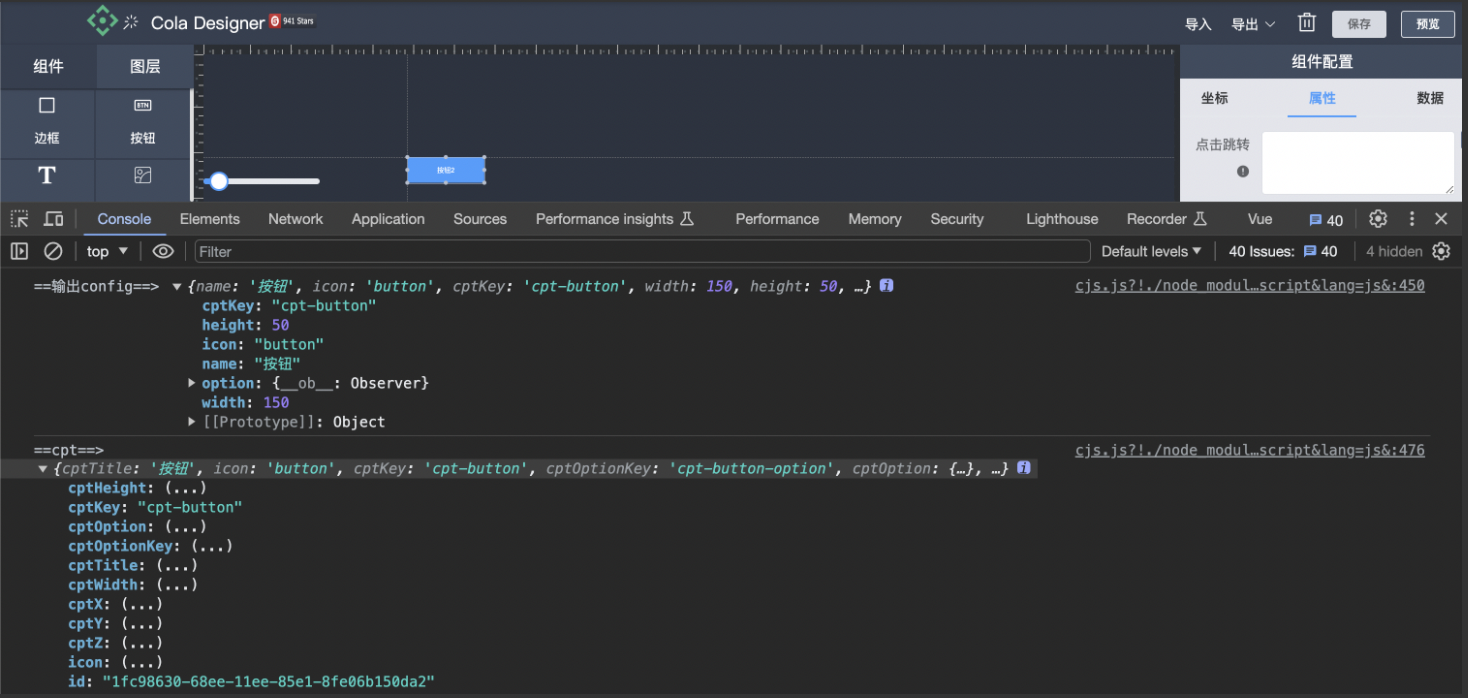 Cola Designer 941 Stars 导入 导出 保存 预览
组件 图层 组件配置
坐标 属性 数据
BTN
边框 按钮
点击跳转
T
按钮2
Console Elements Network Application Sources Performance insights Performance Memory Security Lighthouse Recorder Vue 40
top Filter Default levels 40 Issues: 40 4 hidden
==输出config==> {name: '按钮', icon: 'button', cptKey: 'cpt-button', width: 150, height: 50, …} cjs.js?!./node_modul…script&lang=js&:450
cptKey: "cpt-button"
height: 50
icon: "button"
name: "按钮"
option: {__ob__: Observer}
width: 150
[[Prototype]]: Object
==cpt==> cjs.js?!./node_modul…script&lang=js&:476
{cptTitle: '按钮', icon: 'button', cptKey: 'cpt-button', cptOptionKey: 'cpt-button-option', cptOption: {…}, …}
cptHeight: (...)
cptKey: "cpt-button"
cptOption: (...)
cptOptionKey: (...)
cptTitle: (...)
cptWidth: (...)
cptX: (...)
cptY: (...)
cptZ: (...)
icon: (...)
id: "1fc98630-68ee-11ee-85e1-8fe06b150da2"